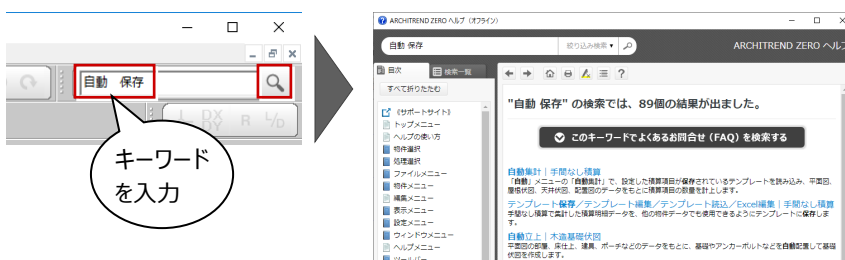 自動 保存
キーワード
を入力
L DX DY R L/D
ARCHITREND ZERO ヘルプ (オフライン)
自動 保存
絞り込み検索▼
ARCHITREND ZERO ヘルプ
目次
検索一覧
すべて折りたたむ
《サポートサイト》
トップメニュー
ヘルプの使い方
物件選択
処理選択
ファイルメニュー
物件メニュー
編集メニュー
表示メニュー
設定メニュー
ウィンドウメニュー
ヘルプメニュー
ツールバー
"自動 保存" の検索では、89個の結果が出ました。
このキーワードでよくあるお問合せ（FAQ）を検索する
自動集計｜手間なし積算
「自動」メニューの「自動集計」で、設定した積算項目が保存されているテンプレートを読み込み、平面図、
屋根伏図、天井伏図、配置図のデータをもとに積算項目の数量を計上します。
テンプレート保存／テンプレート編集／テンプレート読込／Excel編集｜手間なし積算
手間なし積算で集計した積算明細データを、他の物件データでも使用できるようにテンプレートに保存しま
す。
自動立上｜木造基礎伏図
平面図の部屋、床仕上、建具、ポーチなどのデータをもとに、基礎やアンカーボルトなどを自動配置して基礎
伏図を作成します。